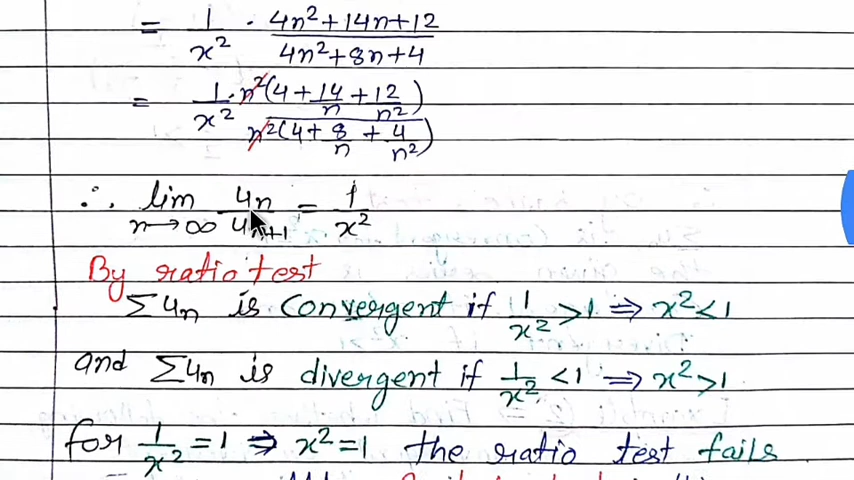 = 1/x² · (4n²+14n+12)/(4n²+8n+4)
= 1/x² · n²(4+14/n+12/n²)/n²(4+8/n+4/n²)
∴ lim n→∞ un/un+1 = 1/x²
By ratio test
Σun is convergent if 1/x² >1 ⇒ x²<1
and Σun is divergent if 1/x² <1 ⇒ x²>1
for 1/x² =1 ⇒ x²=1 the ratio test fails